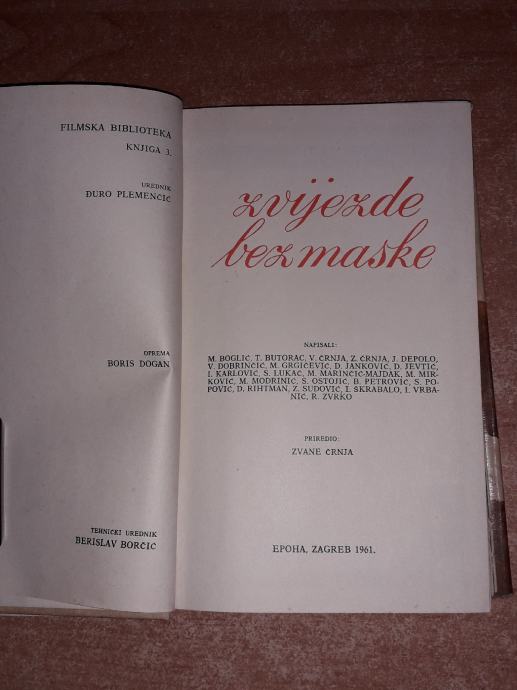 FILMSKA BIBLIOTEKA
KNJIGA 3.
UREDNIK
ĐURO PLEMENČIĆ
OPREMA
BORIS DOGAN
TEHNIČKI UREDNIK
BERISLAV BORČIĆ
zvijezde
bez maske
NAPISALI:
M. BOGLIĆ, T. BUTORAC, V. ČRNJA, Z. ČRNJA, J. DEPOLO,
V. DOBRINČIĆ, M. GRGIČEVIĆ, D. JANKOVIĆ, D. JEVTIĆ,
I. KARLOVIĆ, S. LUKAČ, M. MARINČIĆ-MAJDAK, M. MIR-
KOVIĆ, M. MODRINIĆ, S. OSTOJIĆ, B. PETROVIĆ, S. PO-
POVIĆ, D. RIHTMAN, Z. SUDOVIĆ, I. ŠKRABALO, I. VRBA-
NIĆ, R. ZVRKO
PRIREDIO:
ZVANE ČRNJA
EPOHA, ZAGREB 1961.